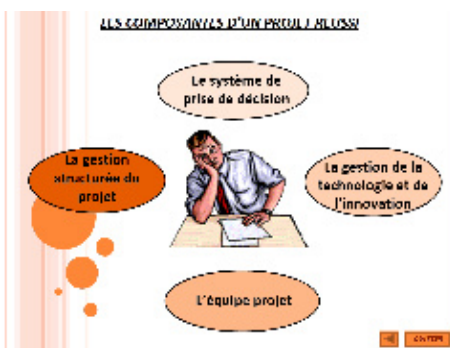 LES COMPOSANTES D'UN PROJET REUSSI
Le système de
prise de décision
La gestion
structurée du
projet
La gestion de la
technologie et de
l'innovation
L'équipe projet